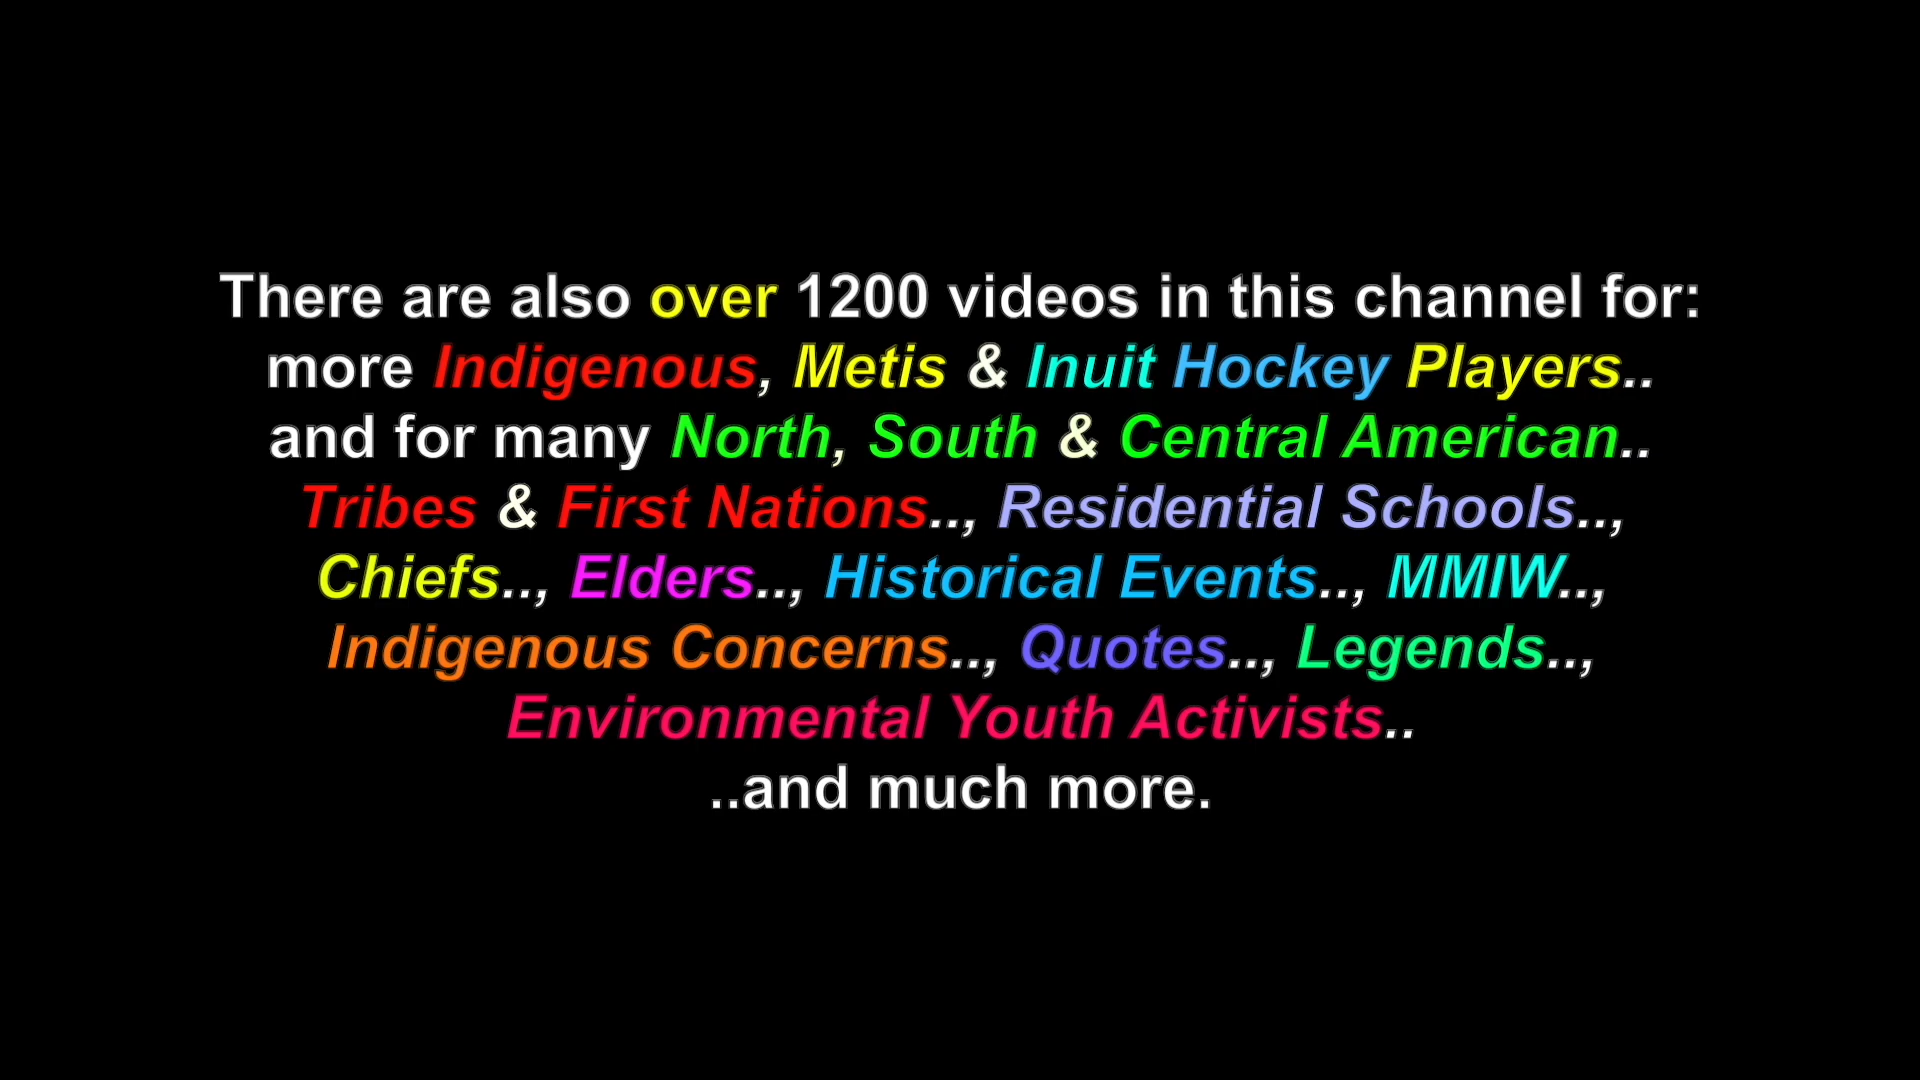 There are also over 1200 videos in this channel for:
more Indigenous, Metis & Inuit Hockey Players..
and for many North, South & Central American..
Tribes & First Nations.., Residential Schools..,
Chiefs.., Elders.., Historical Events.., MMIW..,
Indigenous Concerns.., Quotes.., Legends..,
Environmental Youth Activists..
..and much more.